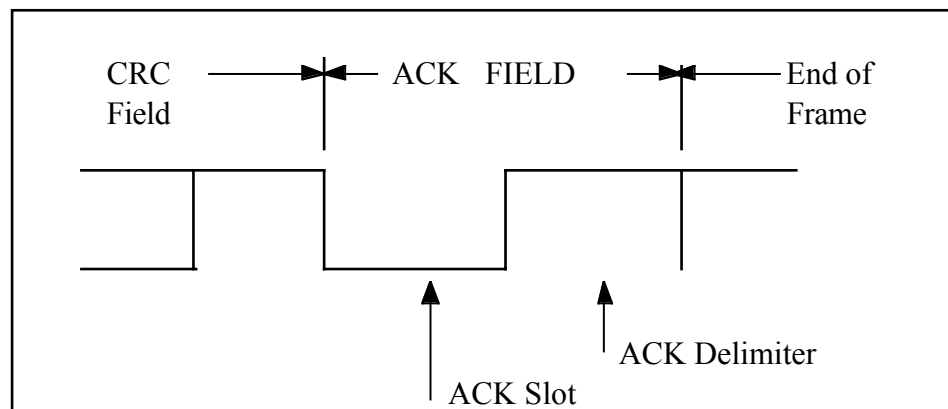 CRC
Field
ACK FIELD
End of
Frame
ACK Delimiter
ACK Slot